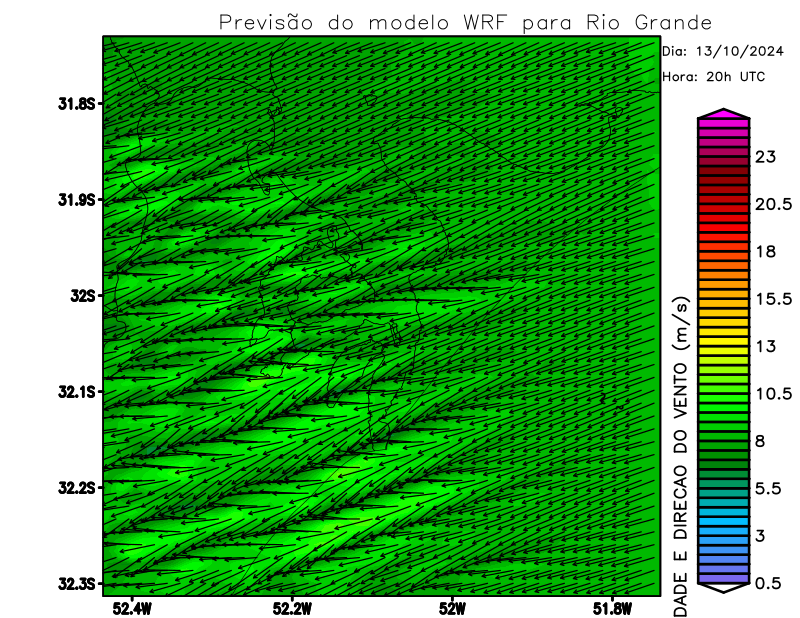 Previsão do modelo WRF para Rio Grande
Dia: 13/10/2024
Hora: 20h UTC
31.8S
31.9S
32S
32.1S
32.2S
32.3S
52.4W
52.2W
52W
51.8W
23
20.5
18
15.5
13
10.5
8
5.5
3
0.5
DADE E DIRECAO DO VENTO (m/s)